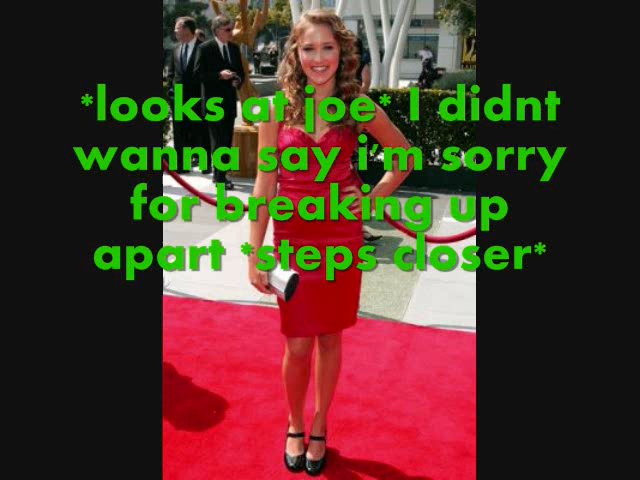 *looks at joe* I didnt
wanna say i'm sorry
for breaking up
apart *steps closer*